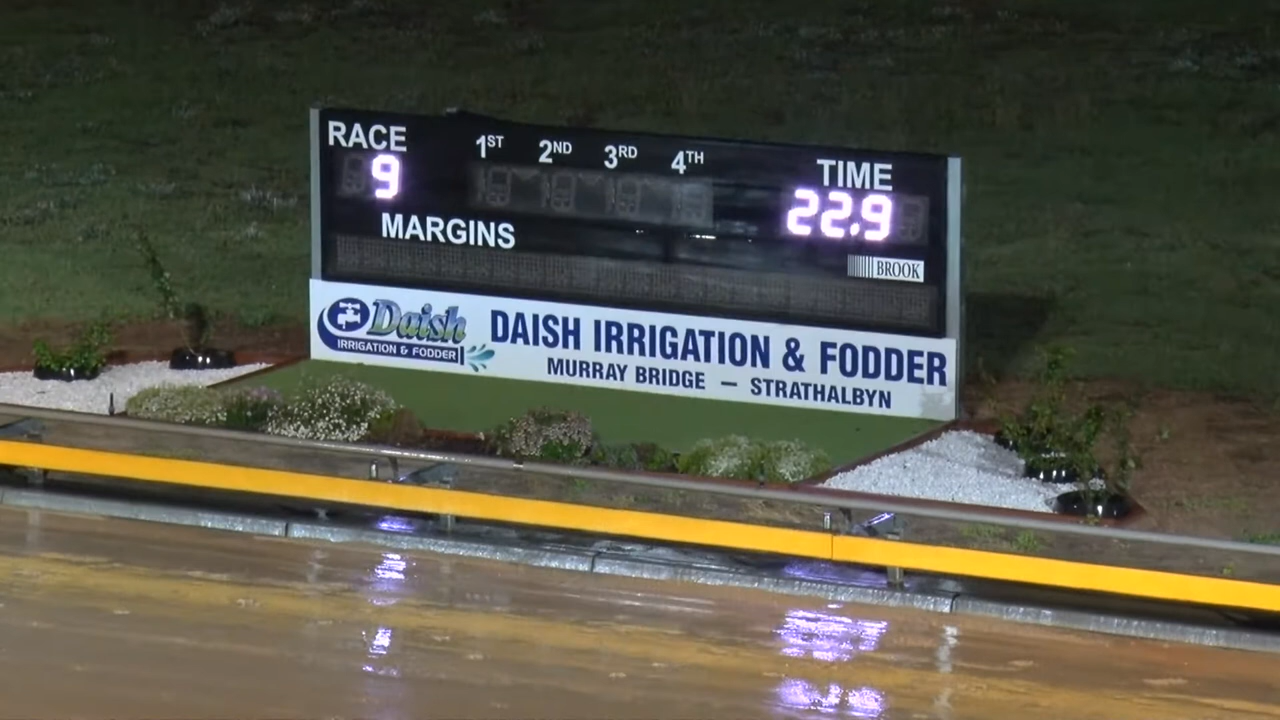 RACE 1ST 2ND 3RD 4TH TIME
9 22.9
MARGINS
BROOK
Daish
IRRIGATION & FODDER
DAISH IRRIGATION & FODDER
MURRAY BRIDGE — STRATHALBYN